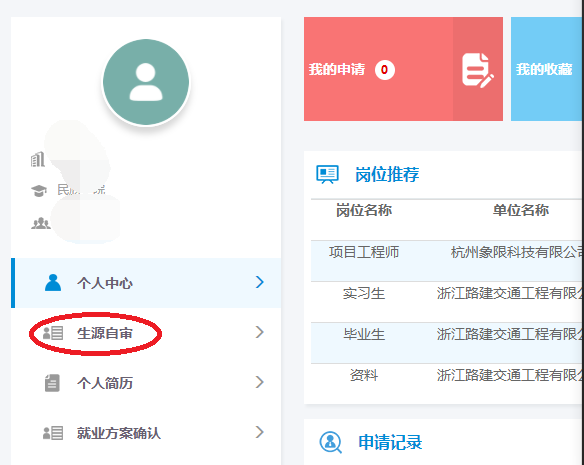 我的申请 0
我的收藏
岗位推荐
岗位名称 单位名称
项目工程师 杭州象限科技有限公司
实习生 浙江路建交通工程有限公
毕业生 浙江路建交通工程有限公
资料 浙江路建交通工程有限公
申请记录
个人中心
生源自审
个人简历
就业方案确认